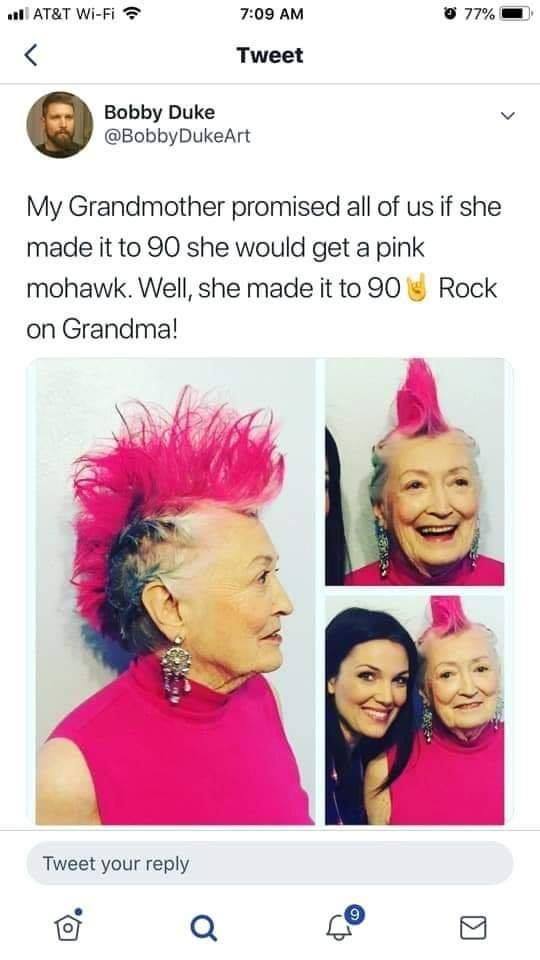 AT&T Wi-Fi 7:09 AM 77%
Tweet
Bobby Duke
@BobbyDukeArt
My Grandmother promised all of us if she
made it to 90 she would get a pink
mohawk. Well, she made it to 90🤘 Rock
on Grandma!
Tweet your reply
9